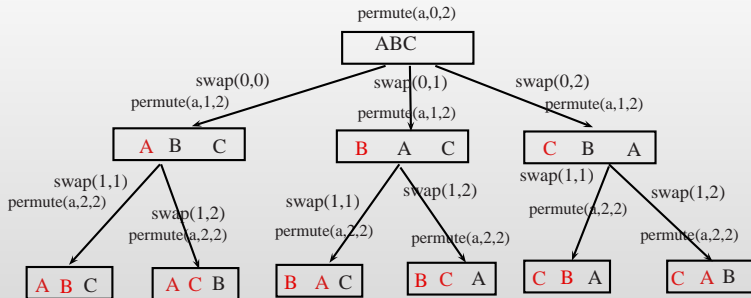 permute(a,0,2)
ABC
swap(0,0)
swap(0,1)
swap(0,2)
permute(a,1,2)
permute(a,1,2)
permute(a,1,2)
A B C
B A C
C B A
swap(1,1)
permute(a,2,2)
swap(1,2)
permute(a,2,2)
swap(1,1)
permute(a,2,2)
swap(1,2)
permute(a,2,2)
swap(1,1)
permute(a,2,2)
swap(1,2)
permute(a,2,2)
A B C
A C B
B A C
B C A
C B A
C A B